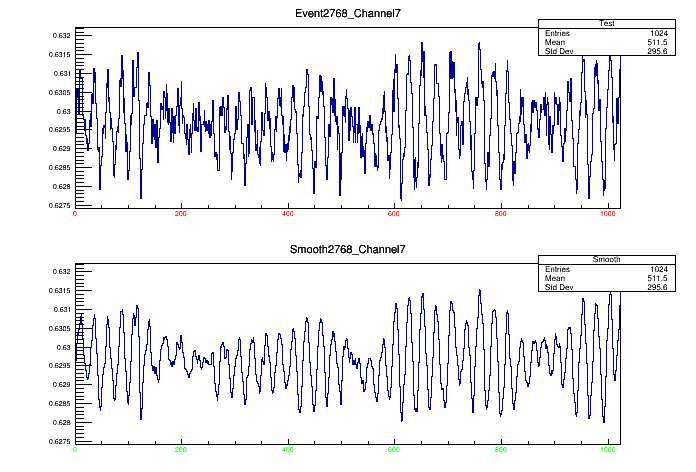 Event2768_Channel7
Test
Entries 1024
Mean 511.5
Std Dev 295.6
0.632
0.6315
0.631
0.6305
0.63
0.6295
0.629
0.6285
0.628
0.6275
0 200 400 600 800 1000
Smooth2768_Channel7
Smooth
Entries 1024
Mean 511.5
Std Dev 295.6
0.632
0.6315
0.631
0.6305
0.63
0.6295
0.629
0.6285
0.628
0.6275
0 200 400 600 800 1000